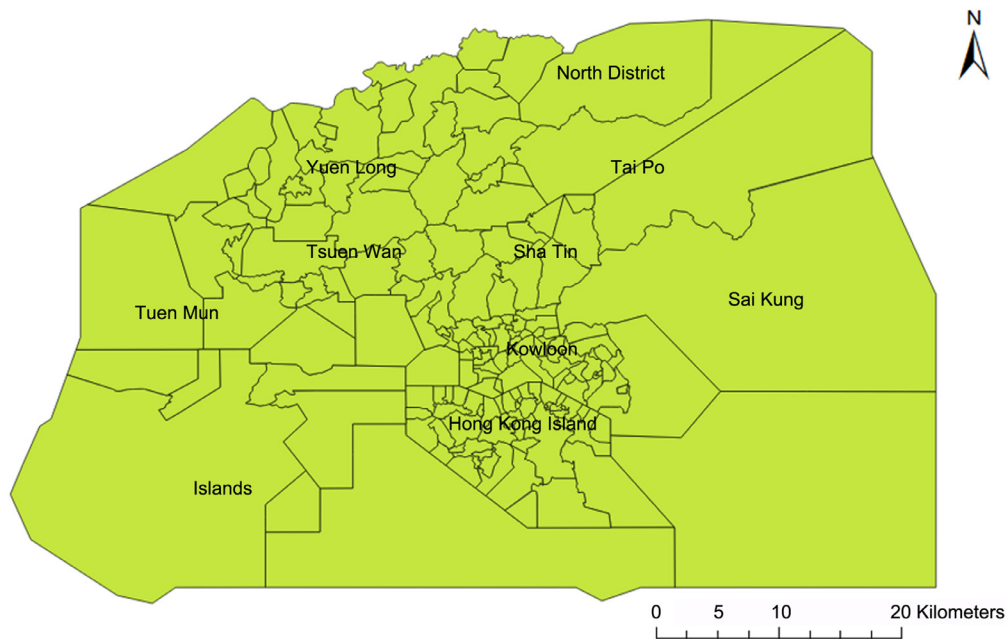 N
North District
Yuen Long
Tai Po
Tsuen Wan
Sha Tin
Tuen Mun
Sai Kung
Kowloon
Hong Kong Island
Islands
0 5 10 20 Kilometers